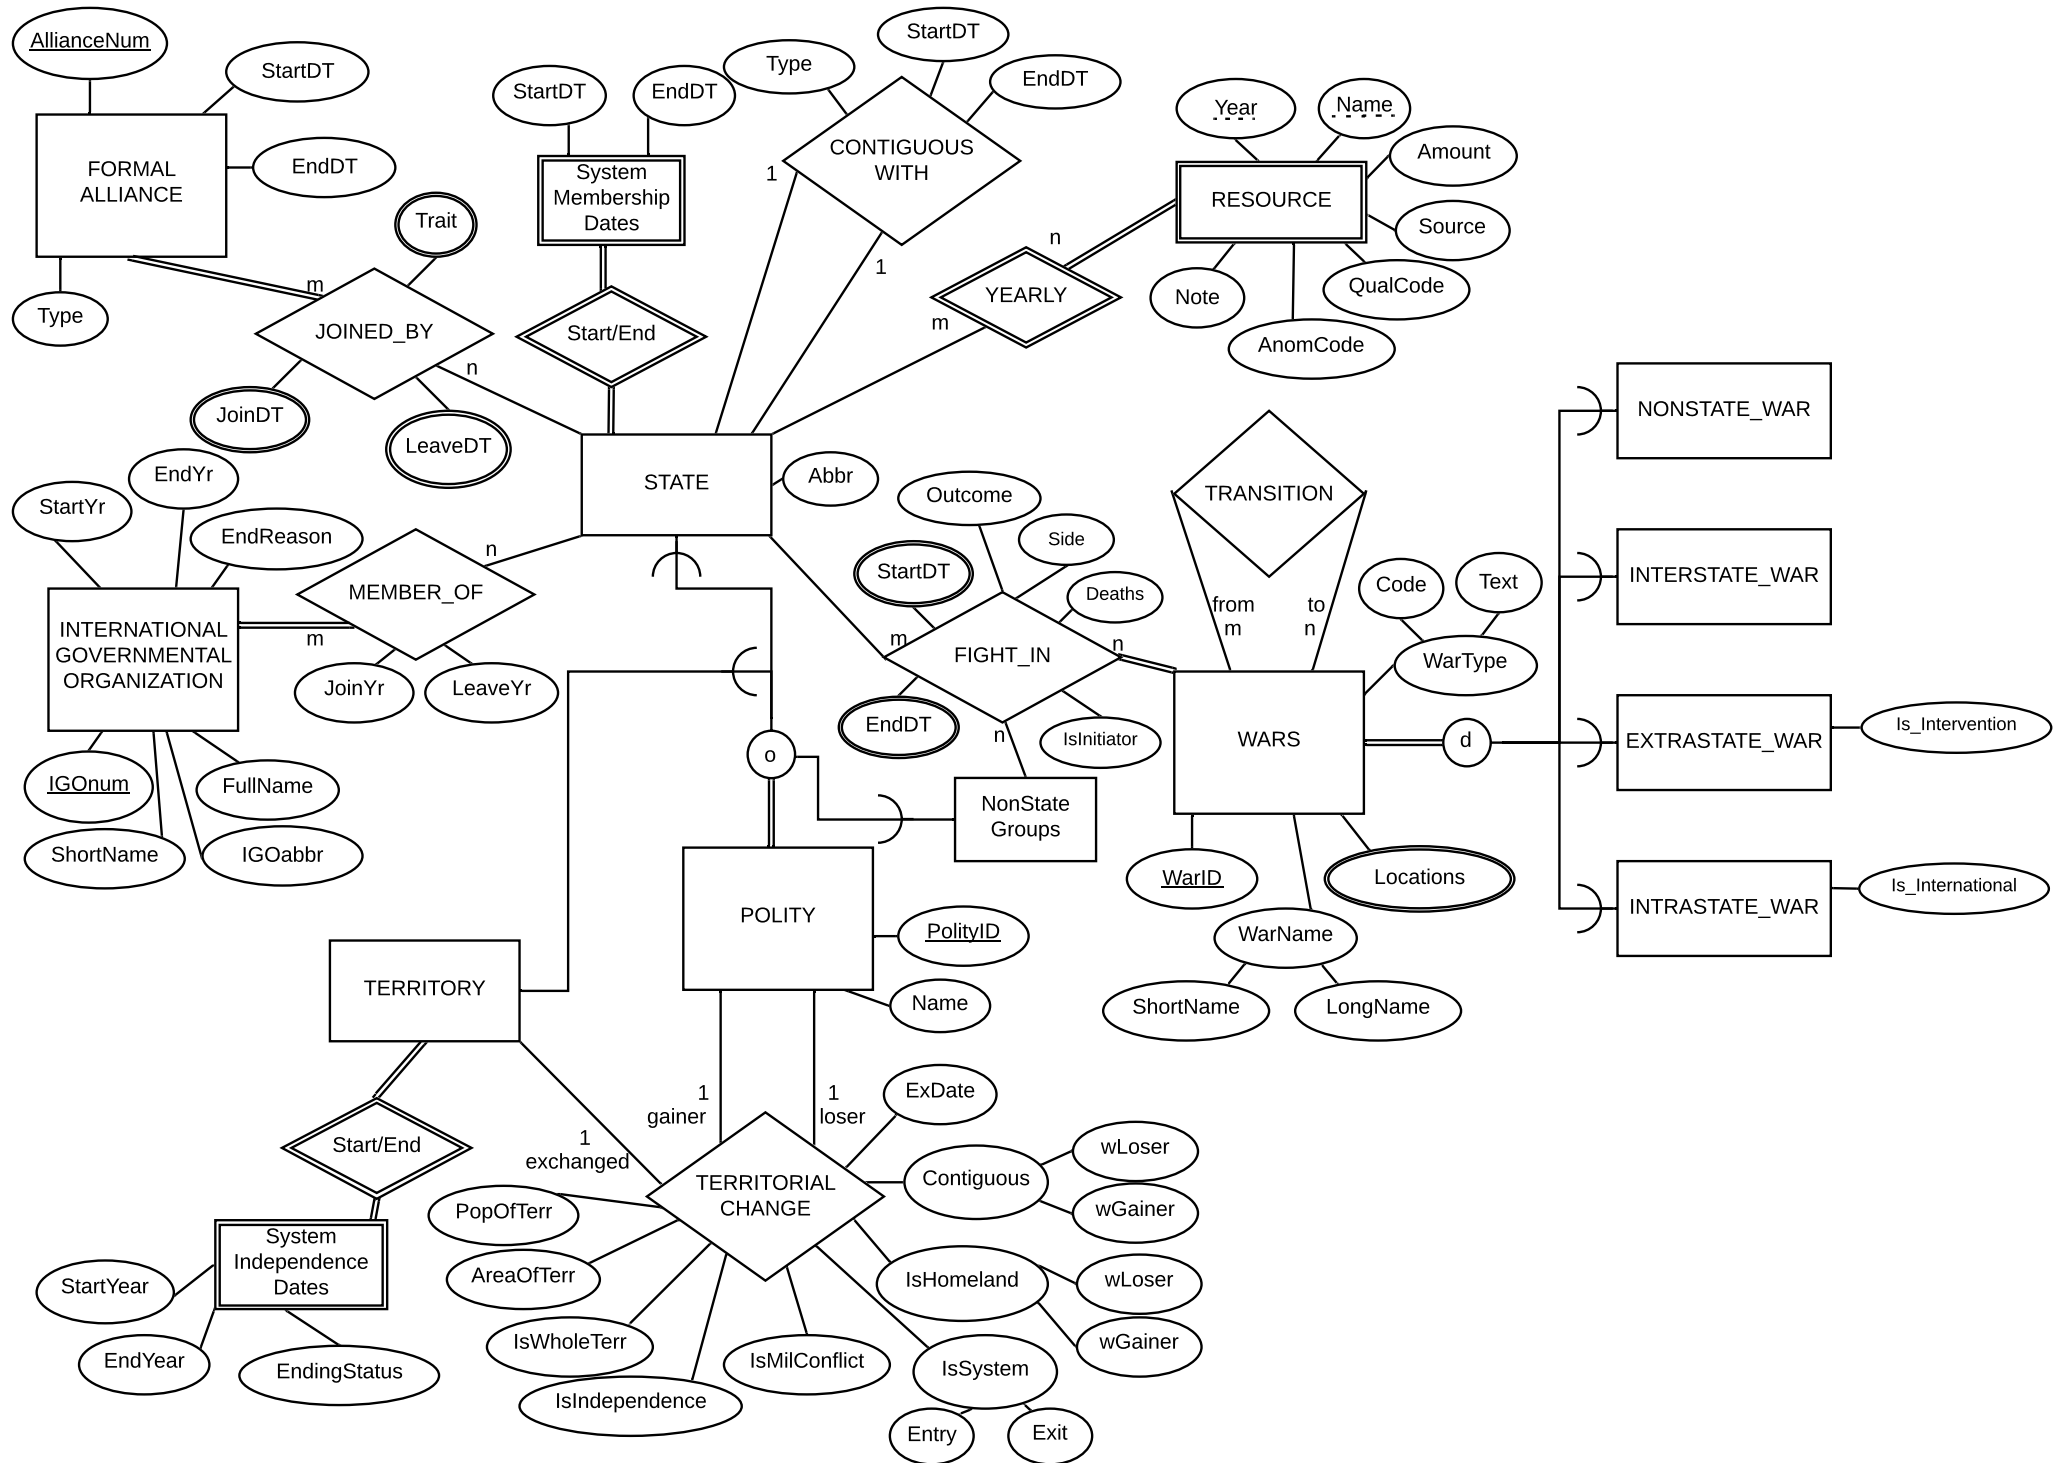 AllianceNum
StartDT
EndDT
FORMAL
ALLIANCE
Type
Trait
m
JOINED_BY
n
JoinDT
LeaveDT
StartDT
EndDT
System
Membership
Dates
Start/End
Type
StartDT
EndDT
CONTIGUOUS
WITH
1
1
Year
Name
Amount
Source
QualCode
AnomCode
Note
RESOURCE
n
YEARLY
m
STATE
Abbr
StartYr
EndYr
EndReason
INTERNATIONAL
GOVERNMENTAL
ORGANIZATION
IGOnum
ShortName
FullName
IGOabbr
n
MEMBER_OF
m
JoinYr
LeaveYr
Outcome
Side
StartDT
Deaths
m
FIGHT_IN
n
EndDT
n
IsInitiator
NonState
Groups
TRANSITION
from
m
to
n
Code
Text
WarType
WARS
d
WarID
Locations
WarName
ShortName
LongName
NONSTATE_WAR
INTERSTATE_WAR
EXTRASTATE_WAR
Is_Intervention
INTRASTATE_WAR
Is_International
o
POLITY
PolityID
Name
TERRITORY
Start/End
System
Independence
Dates
StartYear
EndYear
EndingStatus
1
gainer
1
loser
1
exchanged
TERRITORIAL
CHANGE
ExDate
Contiguous
wLoser
wGainer
IsHomeland
wLoser
wGainer
IsSystem
Entry
Exit
PopOfTerr
AreaOfTerr
IsWholeTerr
IsIndependence
IsMilConflict